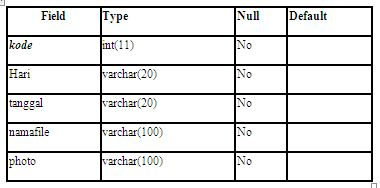 Field Type Null Default
kode int(11) No
Hari varchar(20) No
tanggal varchar(20) No
namafile varchar(100) No
photo varchar(100) No